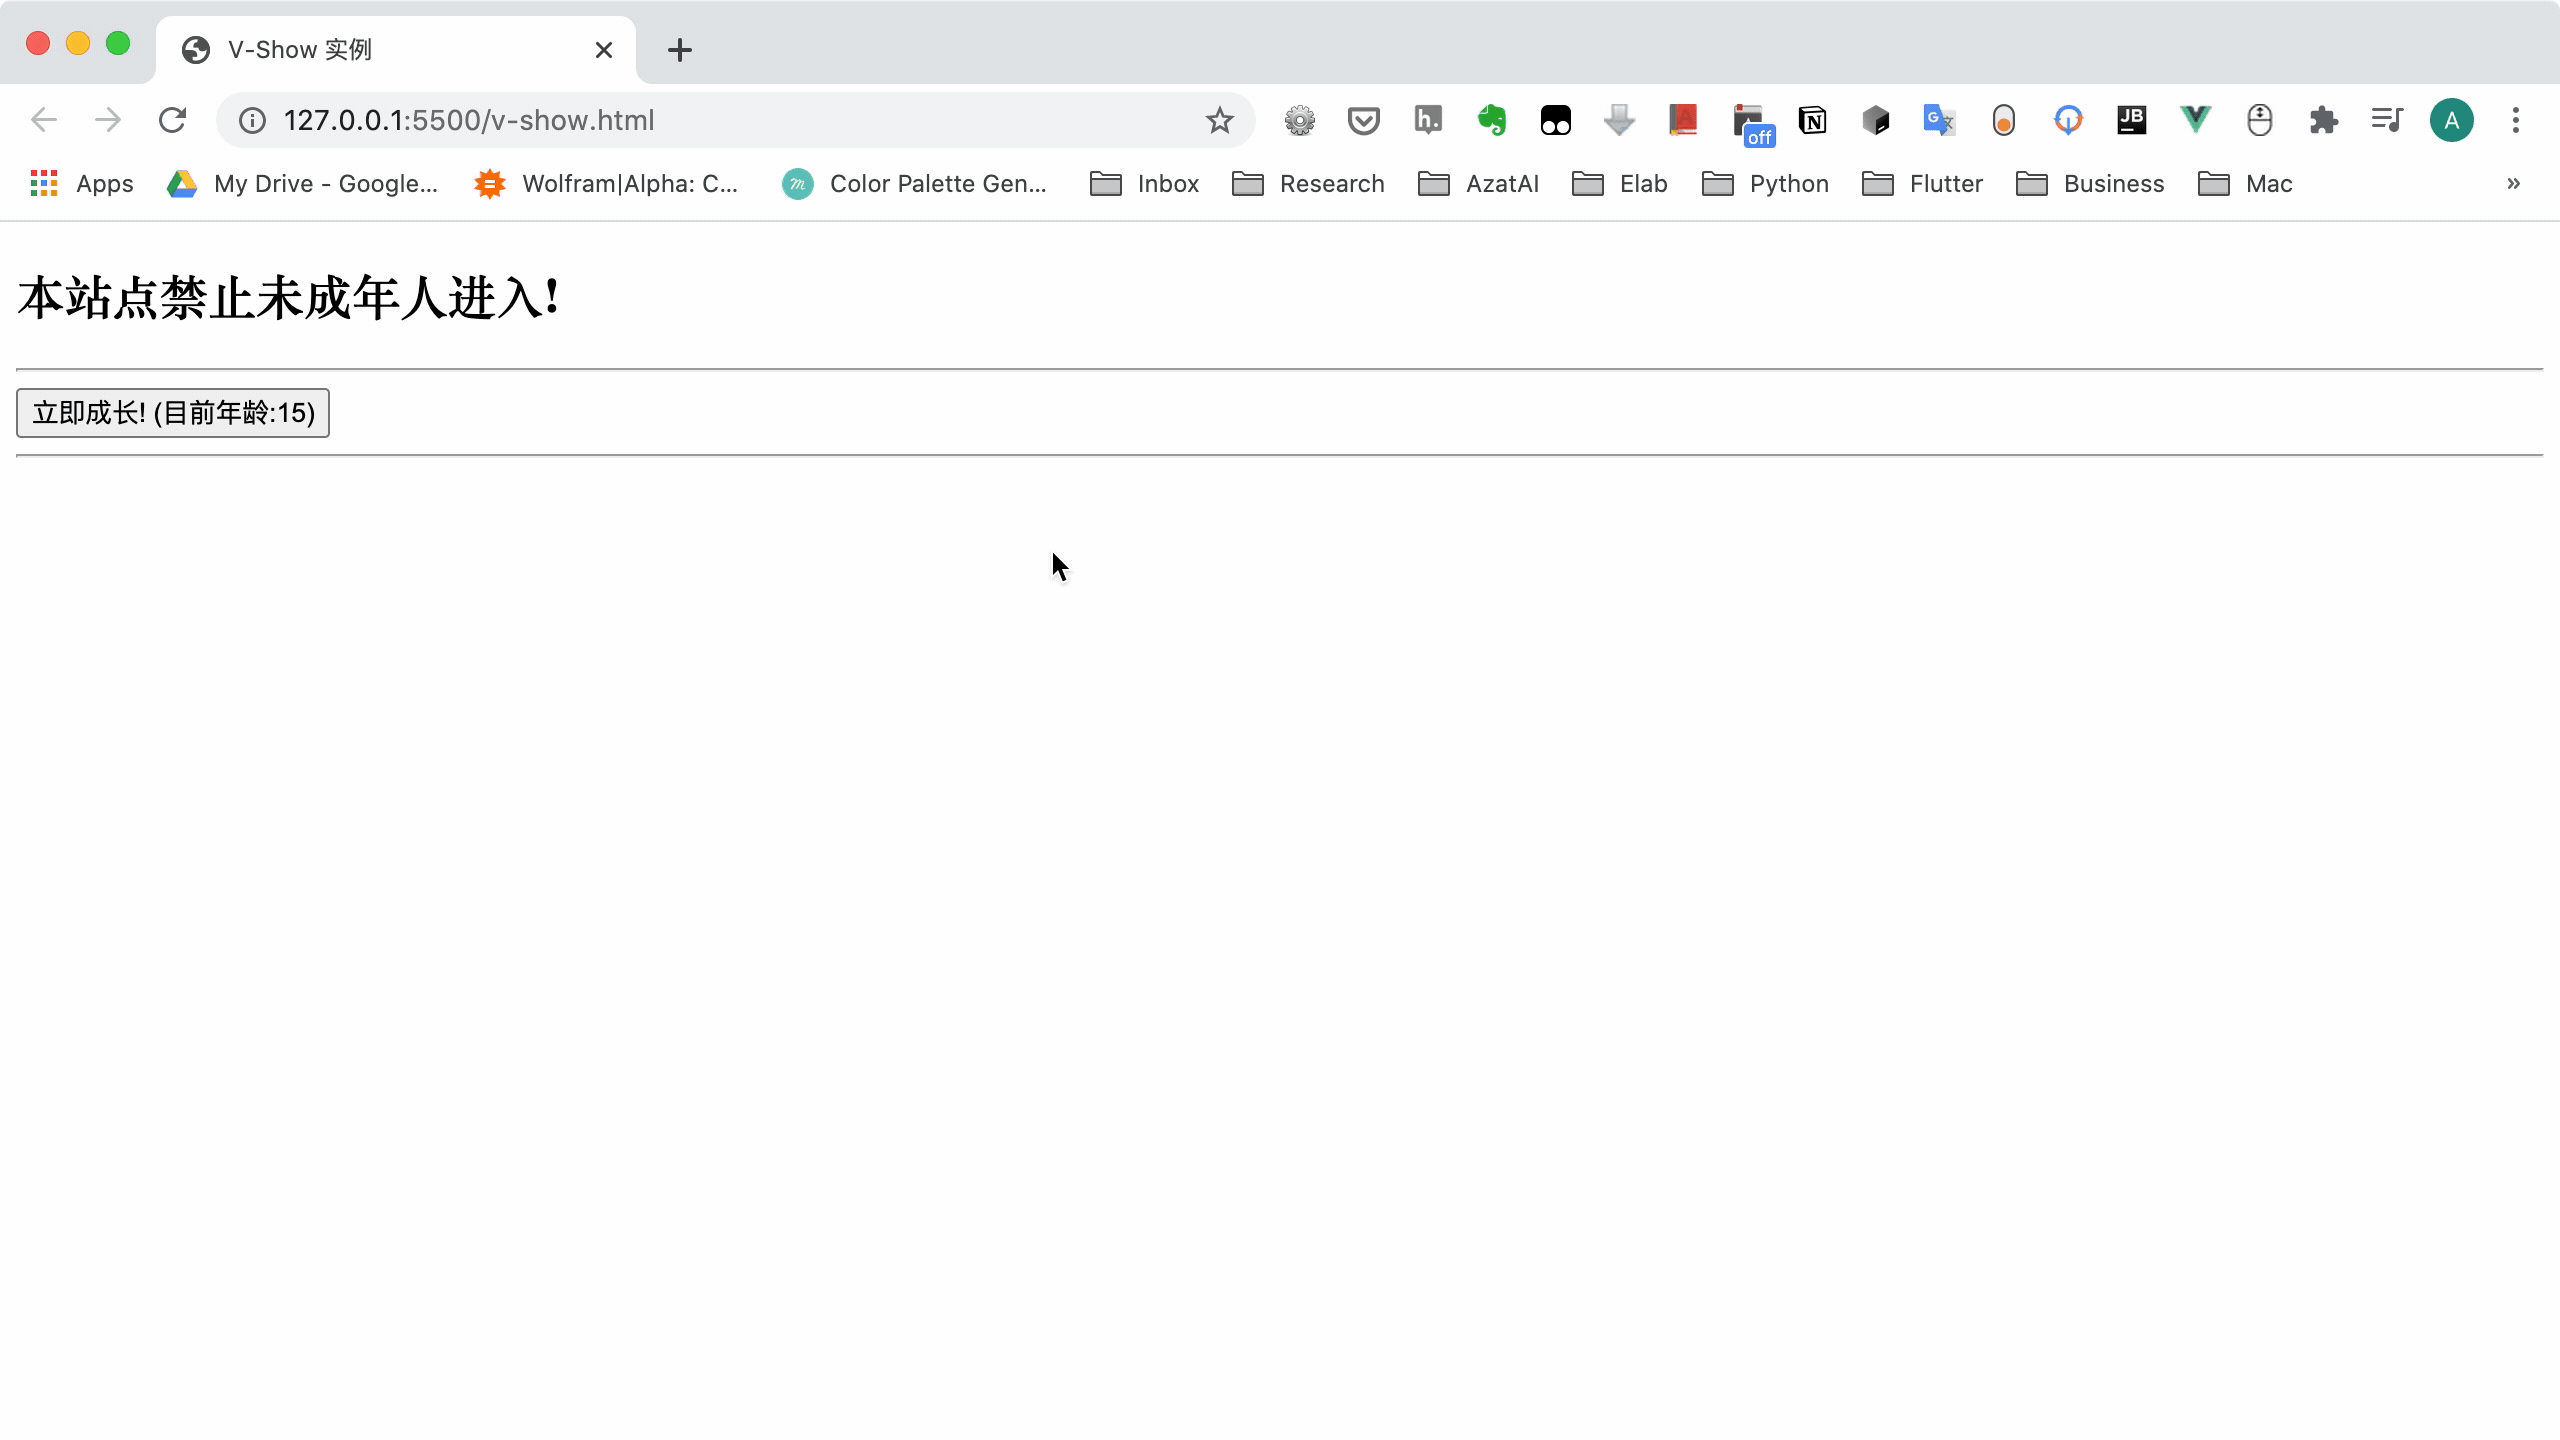 V-Show 实例
127.0.0.1:5500/v-show.html
h.
off
N
G 文
JB
A
Apps
My Drive - Google...
m
Wolfram|Alpha: C...
Color Palette Gen...
Inbox
Research
AzatAI
Elab
Python
Flutter
Business
Mac
»
本站点禁止未成年人进入!
立即成长! (目前年龄:15)